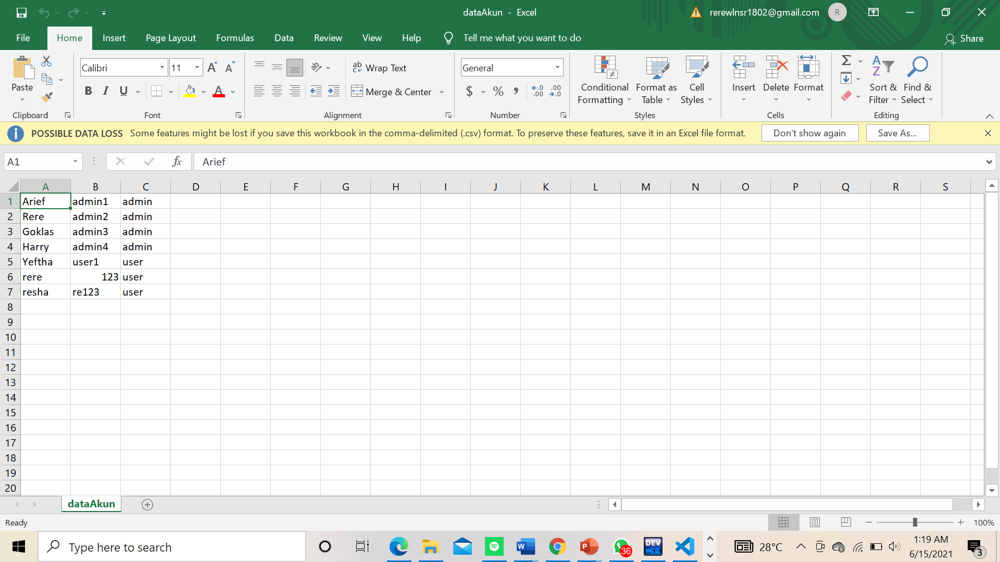 dataAkun - Excel
rerewlnsr1802@gmail.com R
File Home Insert Page Layout Formulas Data Review View Help Tell me what you want to do Share
Paste
Clipboard
Calibri 11
B I U A
Font
ab Wrap Text
Merge & Center
Alignment
General
$ % , .00
Number
Conditional Formatting
Format as Table
Cell Styles
Styles
Insert
Delete
Format
Cells
Sort & Filter
Find & Select
Editing
POSSIBLE DATA LOSS Some features might be lost if you save this workbook in the comma-delimited (.csv) format. To preserve these features, save it in an Excel file format. Don't show again Save As...
A1 fx Arief
A B C D E F G H I J K L M N O P Q R S
1 Arief admin1 admin
2 Rere admin2 admin
3 Goklas admin3 admin
4 Harry admin4 admin
5 Yeftha user1 user
6 rere 123 user
7 resha re123 user
8
9
10
11
12
13
14
15
16
17
18
19
20
dataAkun
Ready 100%
Type here to search
W P 36 DEV C++
28°C
1:19 AM
6/15/2021
3